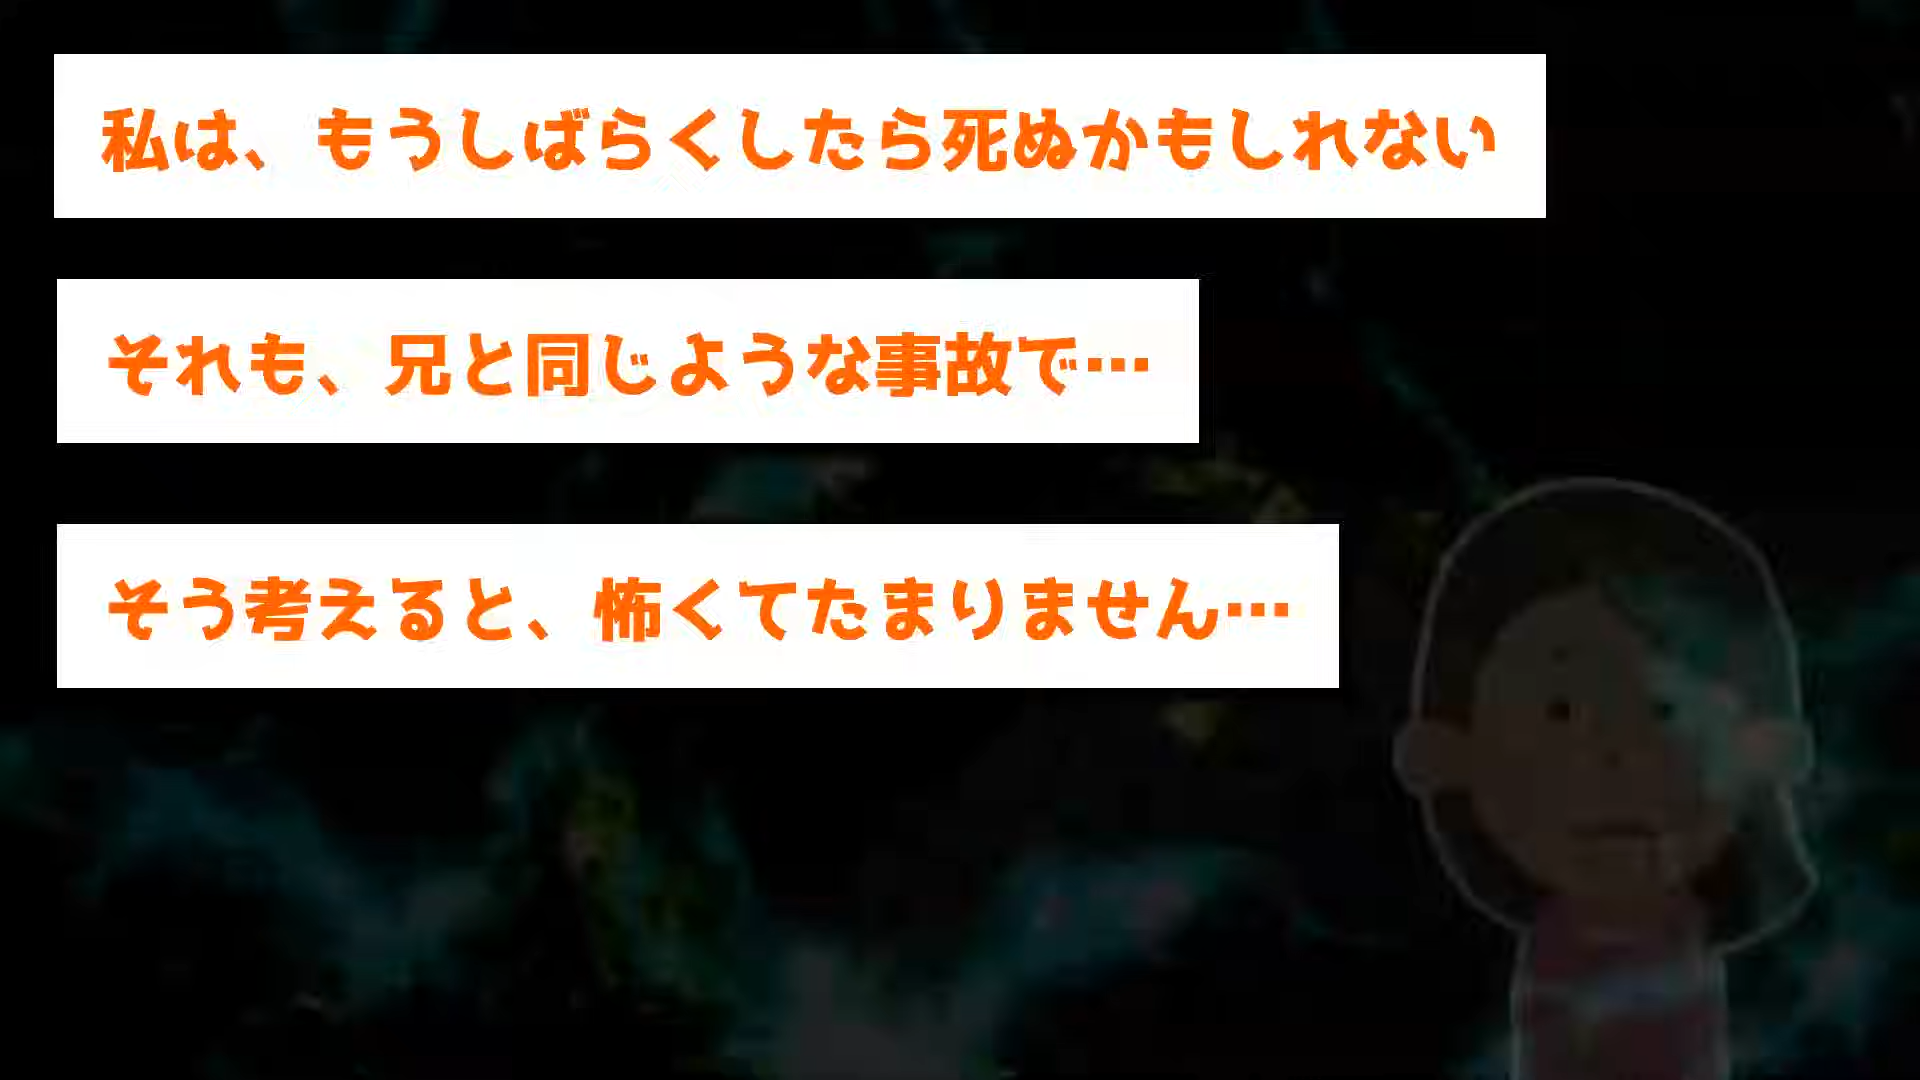 私は、もうしばらくしたら死ぬかもしれない
それも、兄と同じような事故で…
そう考えると、怖くてたまりません…